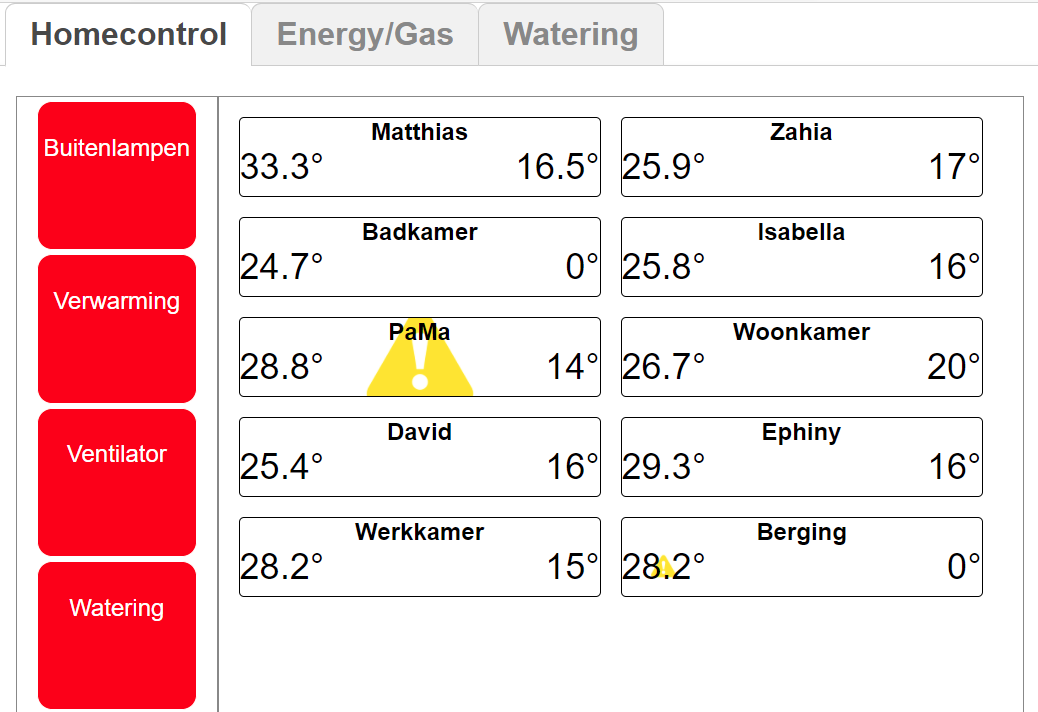 Homecontrol Energy/Gas Watering
Buitenlampen
Verwarming
Ventilator
Watering
Matthias
33.3° 16.5°
Zahia
25.9° 17°
Badkamer
24.7° 0°
Isabella
25.8° 16°
PaMa
28.8° 14°
Woonkamer
26.7° 20°
David
25.4° 16°
Ephiny
29.3° 16°
Werkkamer
28.2° 15°
Berging
28.2° 0°